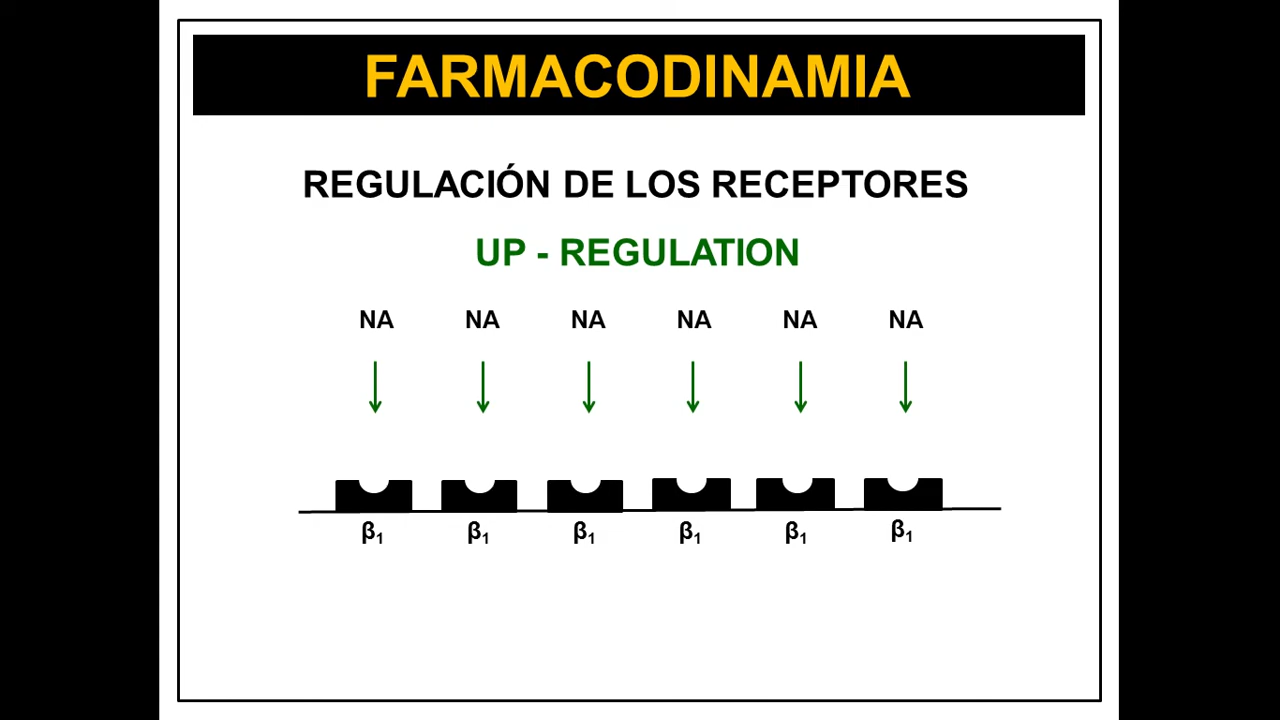 FARMACODINAMIA
REGULACIÓN DE LOS RECEPTORES
UP - REGULATION
NA NA NA NA NA NA
β₁ β₁ β₁ β₁ β₁ β₁